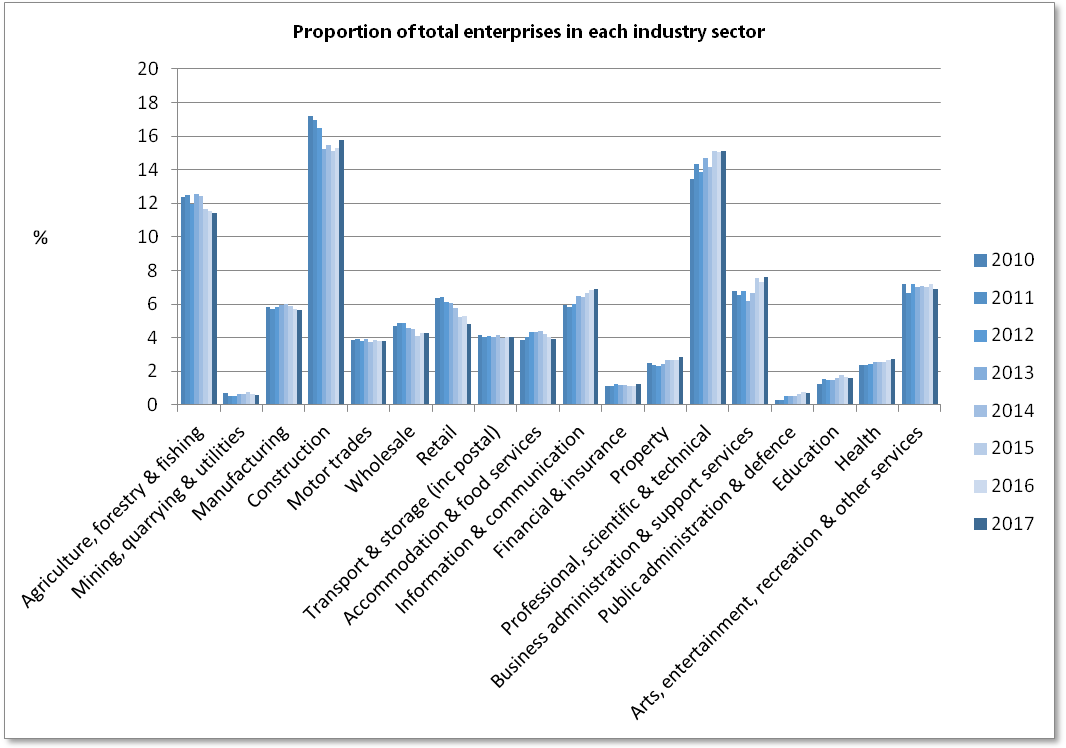 Proportion of total enterprises in each industry sector
20
18
16
14
12
10
8
6
4
2
0
%
Agriculture, forestry & fishing
Mining, quarrying & utilities
Manufacturing
Construction
Motor trades
Wholesale
Retail
Transport & storage (inc postal)
Accommodation & food services
Information & communication
Financial & insurance
Property
Professional, scientific & technical
Business administration & support services
Public administration & defence
Education
Health
Arts, entertainment, recreation & other services
2010
2011
2012
2013
2014
2015
2016
2017